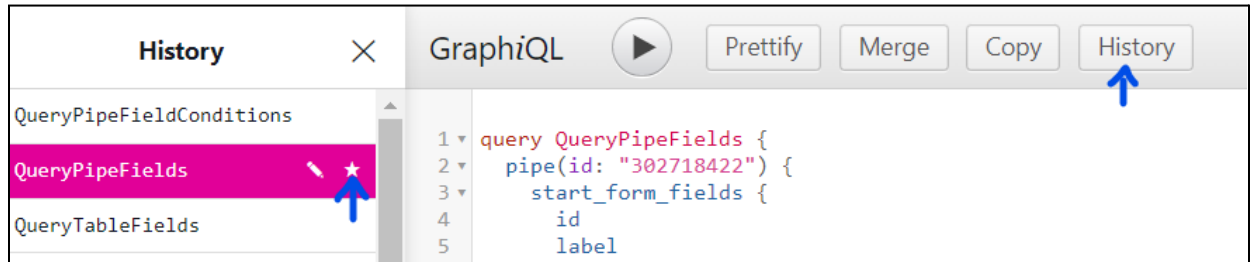 History
QueryPipeFieldConditions
QueryPipeFields
QueryTableFields
GraphiQL Prettify Merge Copy History
1 query QueryPipeFields {
2 pipe(id: "302718422") {
3 start_form_fields {
4 id
5 label